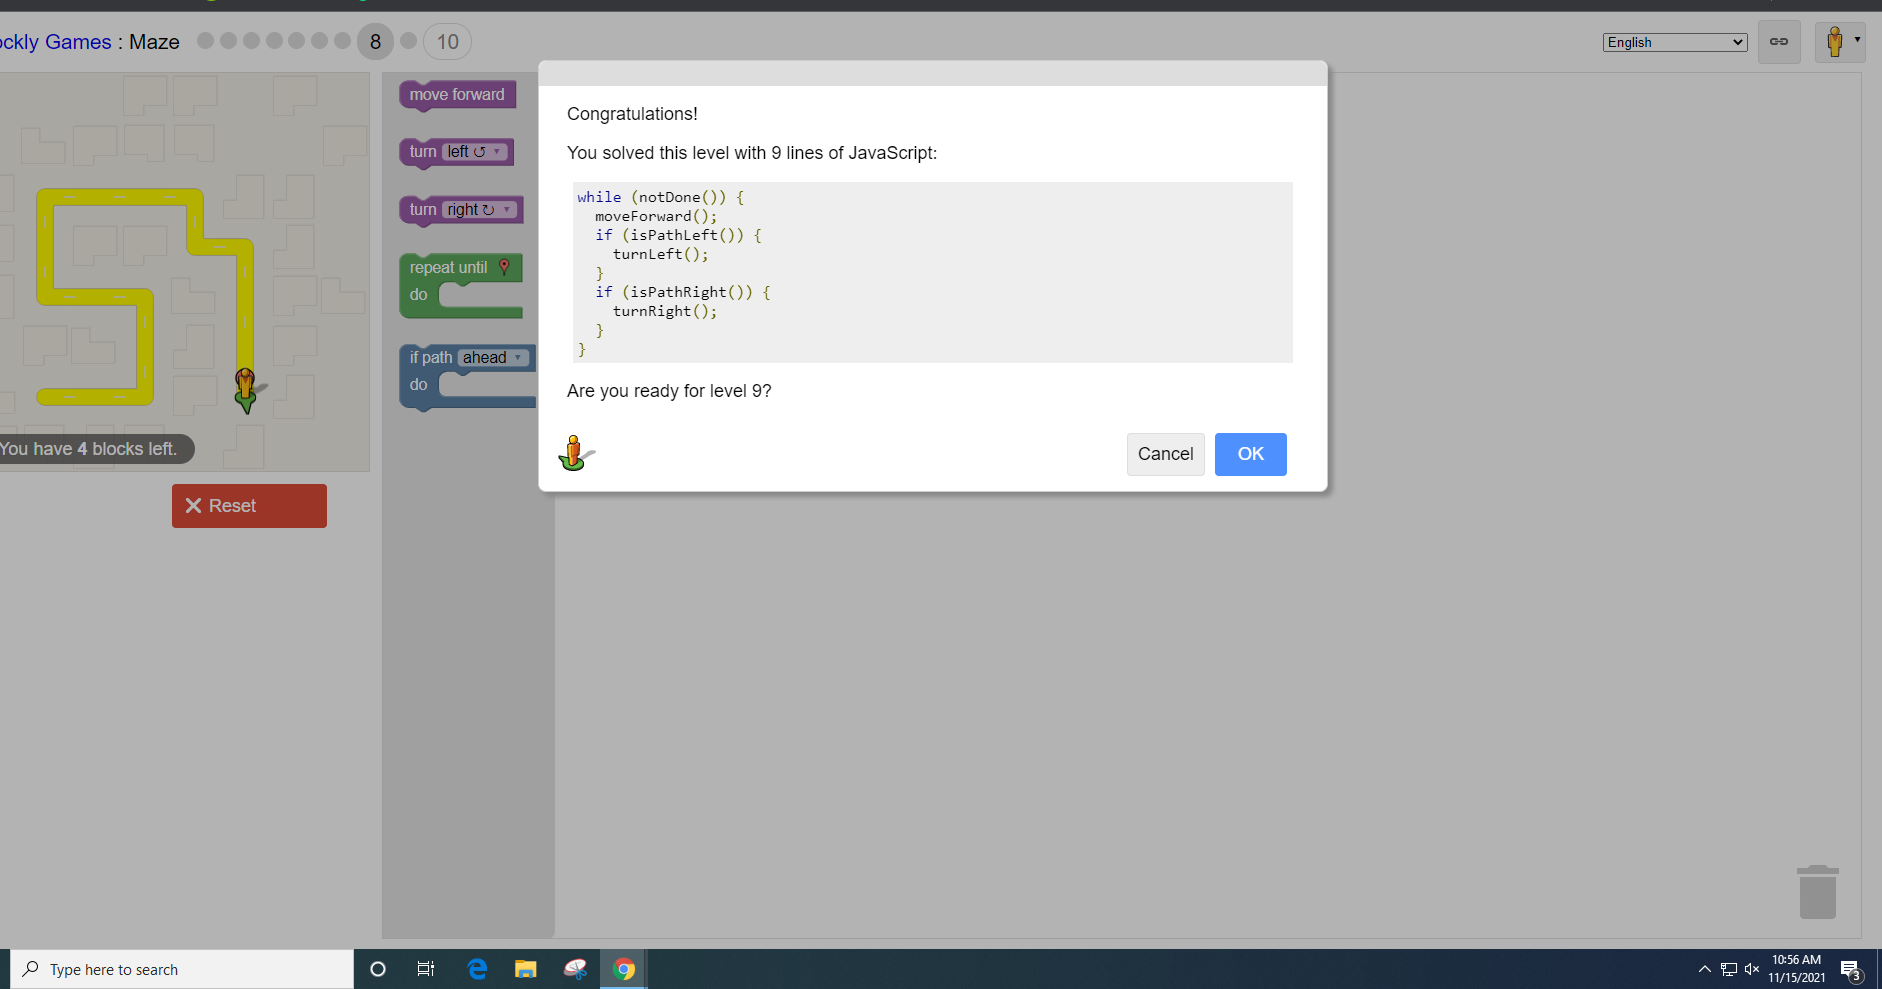 ockly Games : Maze 8 10
English
move forward
turn left
turn right
repeat until
do
if path ahead
do
You have 4 blocks left.
Reset
Congratulations!
You solved this level with 9 lines of JavaScript:
while (notDone()) {
  moveForward();
  if (isPathLeft()) {
    turnLeft();
  }
  if (isPathRight()) {
    turnRight();
  }
}
Are you ready for level 9?
Cancel OK
Type here to search
10:56 AM
11/15/2021
3